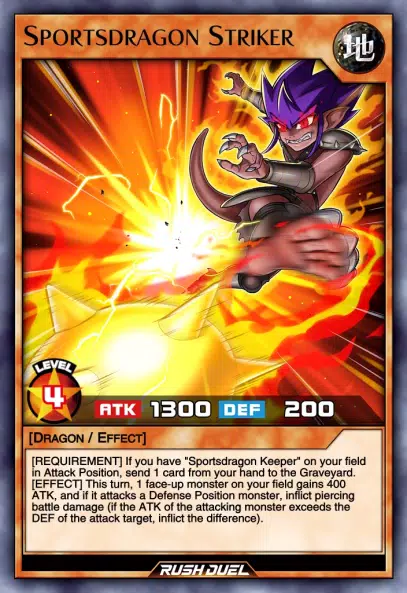 SPORTSDRAGON STRIKER
地
LEVEL
4
ATK 1300 DEF 200
[DRAGON / EFFECT]
[REQUIREMENT] If you have "Sportsdragon Keeper" on your field
in Attack Position, send 1 card from your hand to the Graveyard.
[EFFECT] This turn, 1 face-up monster on your field gains 400
ATK, and if it attacks a Defense Position monster, inflict piercing
battle damage (if the ATK of the attacking monster exceeds the
DEF of the attack target, inflict the difference).
RUSH DUEL